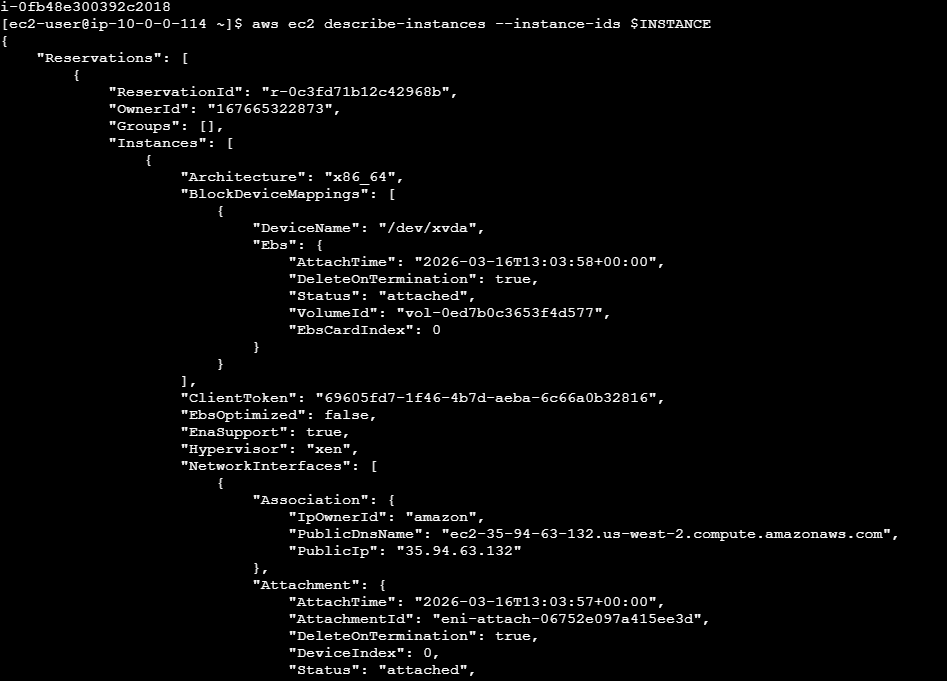 i-0fb48e300392c2018
[ec2-user@ip-10-0-0-114 ~]$ aws ec2 describe-instances --instance-ids $INSTANCE
{
    "Reservations": [
        {
            "ReservationId": "r-0c3fd71b12c42968b",
            "OwnerId": "167665322873",
            "Groups": [],
            "Instances": [
                {
                    "Architecture": "x86_64",
                    "BlockDeviceMappings": [
                        {
                            "DeviceName": "/dev/xvda",
                            "Ebs": {
                                "AttachTime": "2026-03-16T13:03:58+00:00",
                                "DeleteOnTermination": true,
                                "Status": "attached",
                                "VolumeId": "vol-0ed7b0c3653f4d577",
                                "EbsCardIndex": 0
                            }
                        }
                    ],
                    "ClientToken": "69605fd7-1f46-4b7d-aeba-6c66a0b32816",
                    "EbsOptimized": false,
                    "EnaSupport": true,
                    "Hypervisor": "xen",
                    "NetworkInterfaces": [
                        {
                            "Association": {
                                "IpOwnerId": "amazon",
                                "PublicDnsName": "ec2-35-94-63-132.us-west-2.compute.amazonaws.com",
                                "PublicIp": "35.94.63.132"
                            },
                            "Attachment": {
                                "AttachTime": "2026-03-16T13:03:57+00:00",
                                "AttachmentId": "eni-attach-06752e097a415ee3d",
                                "DeleteOnTermination": true,
                                "DeviceIndex": 0,
                                "Status": "attached",